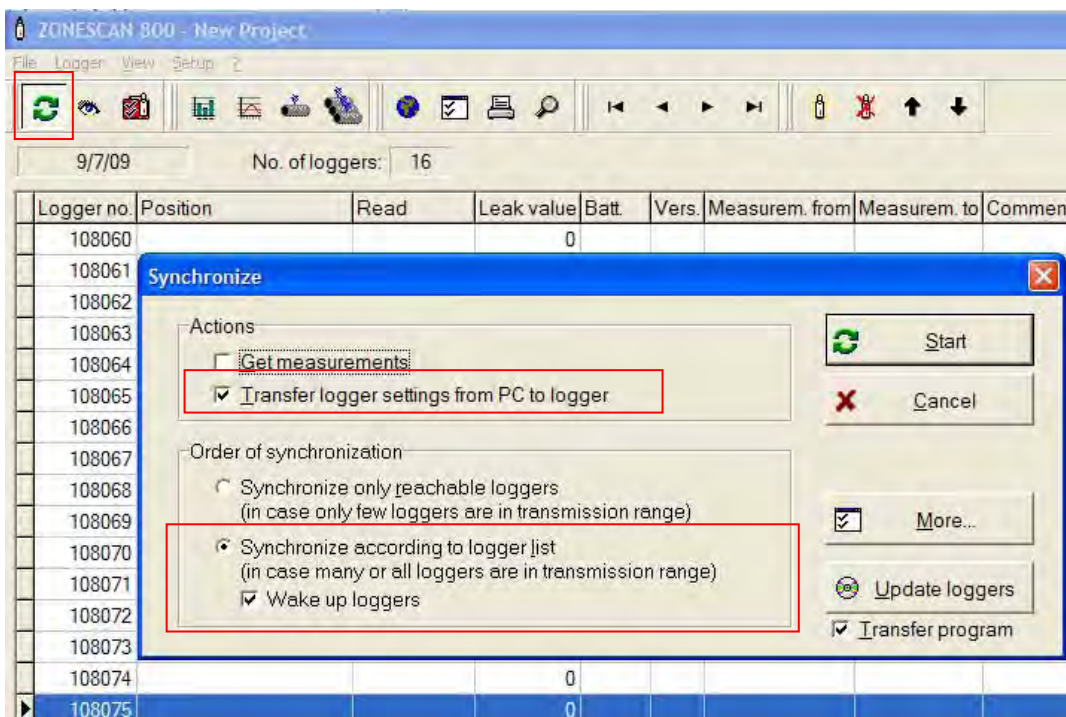 ZONESCAN 800 - New Project
File Logger View Setup ?
9/7/09 No. of loggers: 16
Logger no. Position Read Leak value Batt. Vers. Measurem. from Measurem. to Commen
108060 0
108061
108062
108063
108064
108065
108066
108067
108068
108069
108070
108071
108072
108073
108074 0
108075 0
Synchronize
Actions
Get measurements
Transfer logger settings from PC to logger
Order of synchronization
Synchronize only reachable loggers
(in case only few loggers are in transmission range)
Synchronize according to logger list
(in case many or all loggers are in transmission range)
Wake up loggers
Start
Cancel
More...
Update loggers
Transfer program